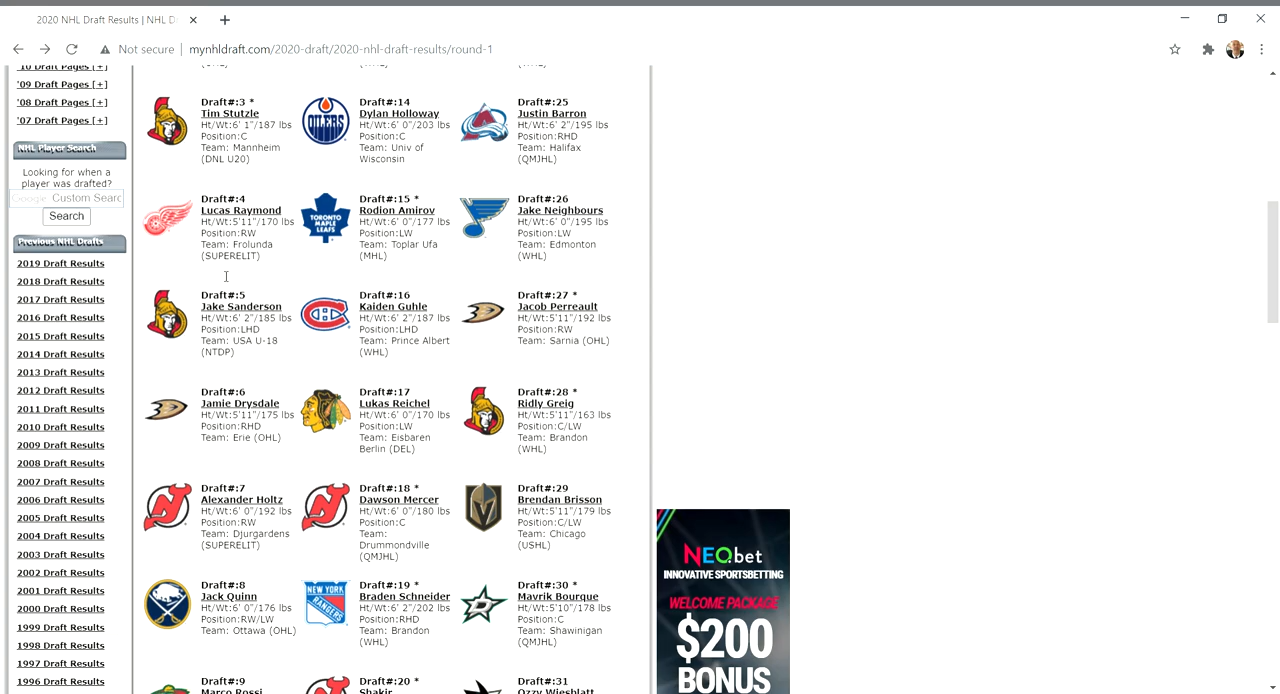 2020 NHL Draft Results | NHL D
Not secure | mynhldraft.com/2020-draft/2020-nhl-draft-results/round-1
'10 Draft Pages [+]
'09 Draft Pages [+]
'08 Draft Pages [+]
'07 Draft Pages [+]
NHL Player Search
Looking for when a
player was drafted?
Google Custom Searc
Search
Previous NHL Drafts
2019 Draft Results
2018 Draft Results
2017 Draft Results
2016 Draft Results
2015 Draft Results
2014 Draft Results
2013 Draft Results
2012 Draft Results
2011 Draft Results
2010 Draft Results
2009 Draft Results
2008 Draft Results
2007 Draft Results
2006 Draft Results
2005 Draft Results
2004 Draft Results
2003 Draft Results
2002 Draft Results
2001 Draft Results
2000 Draft Results
1999 Draft Results
1998 Draft Results
1997 Draft Results
1996 Draft Results
Draft#:3 *
Tim Stutzle
Ht/Wt:6' 1"/187 lbs
Position:C
Team: Mannheim
(DNL U20)
Draft#:4
Lucas Raymond
Ht/Wt:5'11"/170 lbs
Position:RW
Team: Frolunda
(SUPERELIT)
Draft#:5
Jake Sanderson
Ht/Wt:6' 2"/185 lbs
Position:LHD
Team: USA U-18
(NTDP)
Draft#:6
Jamie Drysdale
Ht/Wt:5'11"/175 lbs
Position:RHD
Team: Erie (OHL)
Draft#:7
Alexander Holtz
Ht/Wt:6' 0"/192 lbs
Position:RW
Team: Djurgardens
(SUPERELIT)
Draft#:8
Jack Quinn
Ht/Wt:6' 0"/176 lbs
Position:RW/LW
Team: Ottawa (OHL)
Draft#:9
Marco Rossi
Draft#:14
Dylan Holloway
Ht/Wt:6' 0"/203 lbs
Position:C
Team: Univ of
Wisconsin
OILERS
Draft#:15 *
Rodion Amirov
Ht/Wt:6' 0"/177 lbs
Position:LW
Team: Toplar Ufa
(MHL)
TORONTO
MAPLE
LEAFS
Draft#:16
Kaiden Guhle
Ht/Wt:6' 2"/187 lbs
Position:LHD
Team: Prince Albert
(WHL)
Draft#:17
Lukas Reichel
Ht/Wt:6' 0"/170 lbs
Position:LW
Team: Eisbaren
Berlin (DEL)
Draft#:18 *
Dawson Mercer
Ht/Wt:6' 0"/180 lbs
Position:C
Team:
Drummondville
(QMJHL)
Draft#:19 *
Braden Schneider
Ht/Wt:6' 2"/202 lbs
Position:RHD
Team: Brandon
(WHL)
NEW YORK
RANGERS
Draft#:20 *
Shakir
Draft#:25
Justin Barron
Ht/Wt:6' 2"/195 lbs
Position:RHD
Team: Halifax
(QMJHL)
Draft#:26
Jake Neighbours
Ht/Wt:6' 0"/195 lbs
Position:LW
Team: Edmonton
(WHL)
Draft#:27 *
Jacob Perreault
Ht/Wt:5'11"/192 lbs
Position:RW
Team: Sarnia (OHL)
Draft#:28 *
Ridly Greig
Ht/Wt:5'11"/163 lbs
Position:C/LW
Team: Brandon
(WHL)
Draft#:29
Brendan Brisson
Ht/Wt:5'11"/179 lbs
Position:C/LW
Team: Chicago
(USHL)
Draft#:30 *
Mavrik Bourque
Ht/Wt:5'10"/178 lbs
Position:C
Team: Shawinigan
(QMJHL)
Draft#:31
Ozzy Wiesblatt
NEO.bet
INNOVATIVE SPORTSBETTING
WELCOME PACKAGE
$200
BONUS